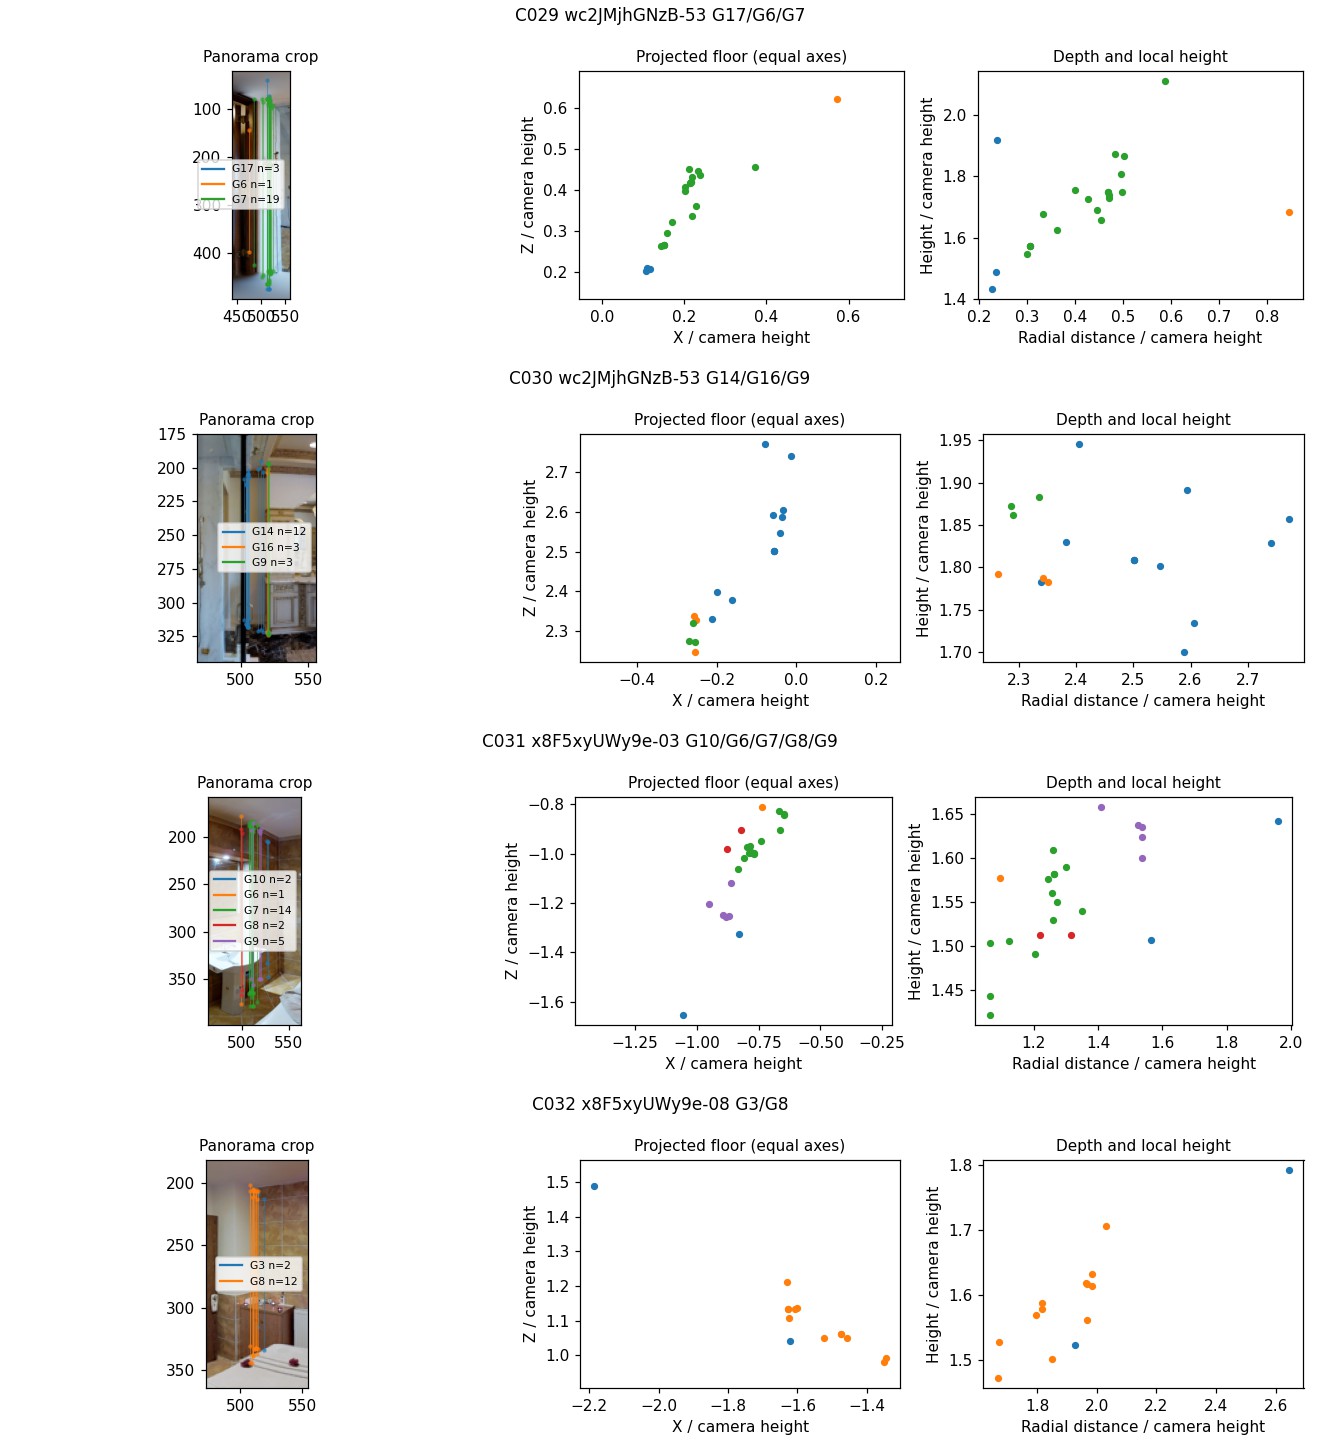 C029 wc2JMjhGNzB-53 G17/G6/G7
Panorama crop
100
200
300
400
450 500 550
G17 n=3
G6 n=1
G7 n=19
Projected floor (equal axes)
Z / camera height
0.6
0.5
0.4
0.3
0.2
0.0 0.2 0.4 0.6
X / camera height
Depth and local height
Height / camera height
2.0
1.8
1.6
1.4
0.2 0.3 0.4 0.5 0.6 0.7 0.8
Radial distance / camera height
C030 wc2JMjhGNzB-53 G14/G16/G9
Panorama crop
175
200
225
250
275
300
325
500 550
G14 n=12
G16 n=3
G9 n=3
Projected floor (equal axes)
Z / camera height
2.7
2.6
2.5
2.4
2.3
−0.4 −0.2 0.0 0.2
X / camera height
Depth and local height
Height / camera height
1.95
1.90
1.85
1.80
1.75
1.70
2.3 2.4 2.5 2.6 2.7
Radial distance / camera height
C031 x8F5xyUWy9e-03 G10/G6/G7/G8/G9
Panorama crop
200
250
300
350
500 550
G10 n=2
G6 n=1
G7 n=14
G8 n=2
G9 n=5
Projected floor (equal axes)
Z / camera height
−0.8
−1.0
−1.2
−1.4
−1.6
−1.25 −1.00 −0.75 −0.50 −0.25
X / camera height
Depth and local height
Height / camera height
1.65
1.60
1.55
1.50
1.45
1.2 1.4 1.6 1.8 2.0
Radial distance / camera height
C032 x8F5xyUWy9e-08 G3/G8
Panorama crop
200
250
300
350
500 550
G3 n=2
G8 n=12
Projected floor (equal axes)
Z / camera height
1.5
1.4
1.3
1.2
1.1
1.0
−2.2 −2.0 −1.8 −1.6 −1.4
X / camera height
Depth and local height
Height / camera height
1.8
1.7
1.6
1.5
1.8 2.0 2.2 2.4 2.6
Radial distance / camera height